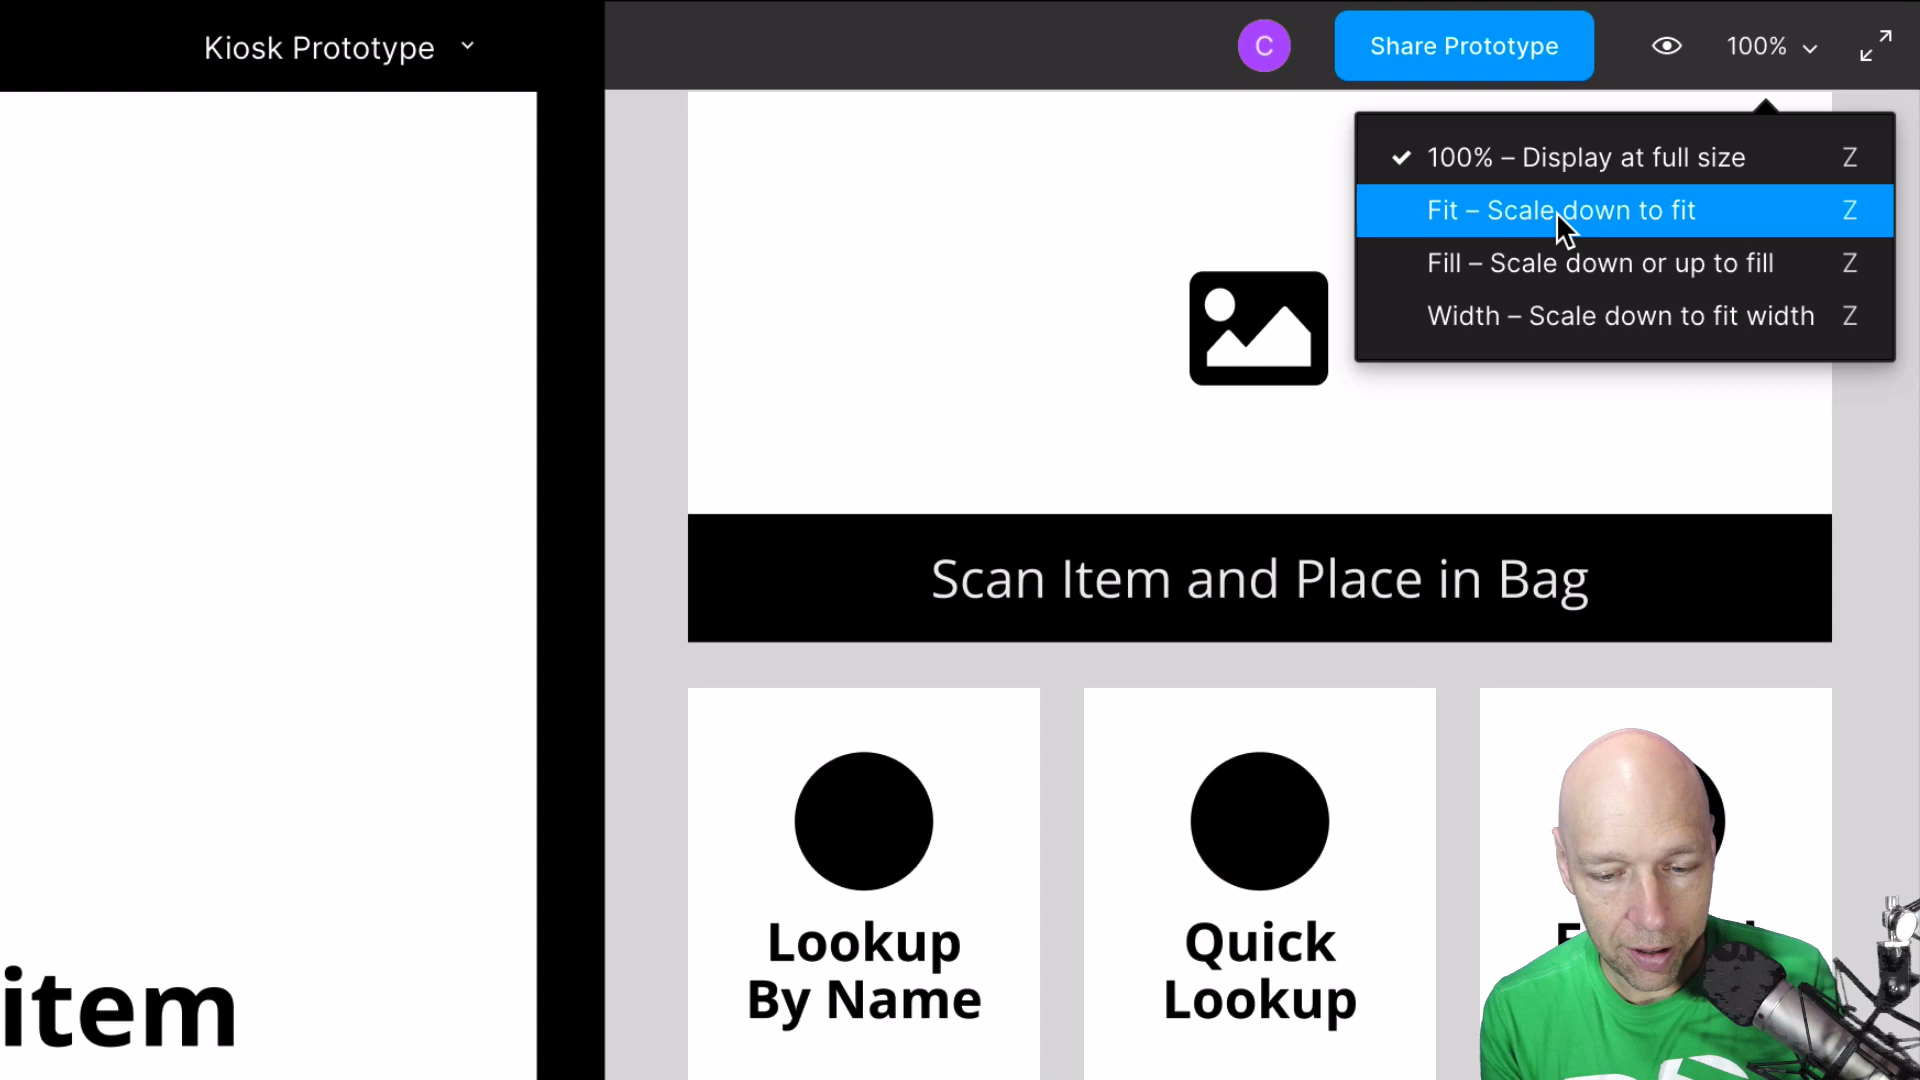 Kiosk Prototype
C
Share Prototype
100%
100% – Display at full size Z
Fit – Scale down to fit Z
Fill – Scale down or up to fill Z
Width – Scale down to fit width Z
Scan Item and Place in Bag
Lookup
By Name
Quick
Lookup
item